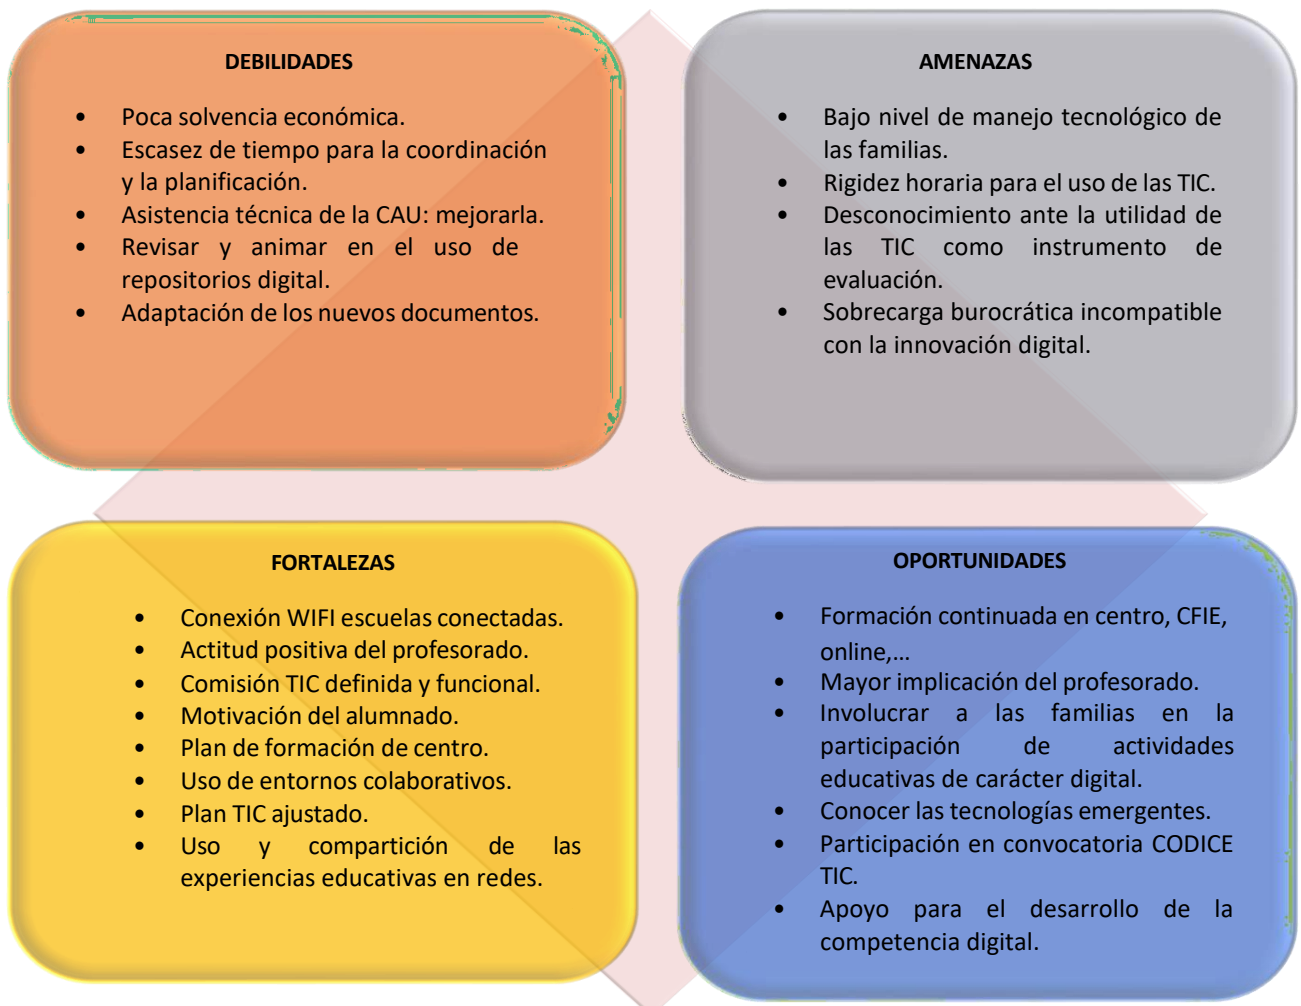 DEBILIDADES
• Poca solvencia económica.
• Escasez de tiempo para la coordinación
y la planificación.
• Asistencia técnica de la CAU: mejorarla.
• Revisar y animar en el uso de
repositorios digital.
• Adaptación de los nuevos documentos.
AMENAZAS
• Bajo nivel de manejo tecnológico de
las familias.
• Rigidez horaria para el uso de las TIC.
• Desconocimiento ante la utilidad de
las TIC como instrumento de
evaluación.
• Sobrecarga burocrática incompatible
con la innovación digital.
FORTALEZAS
• Conexión WIFI escuelas conectadas.
• Actitud positiva del profesorado.
• Comisión TIC definida y funcional.
• Motivación del alumnado.
• Plan de formación de centro.
• Uso de entornos colaborativos.
• Plan TIC ajustado.
• Uso y compartición de las
experiencias educativas en redes.
OPORTUNIDADES
• Formación continuada en centro, CFIE,
online,...
• Mayor implicación del profesorado.
• Involucrar a las familias en la
participación de actividades
educativas de carácter digital.
• Conocer las tecnologías emergentes.
• Participación en convocatoria CODICE
TIC.
• Apoyo para el desarrollo de la
competencia digital.